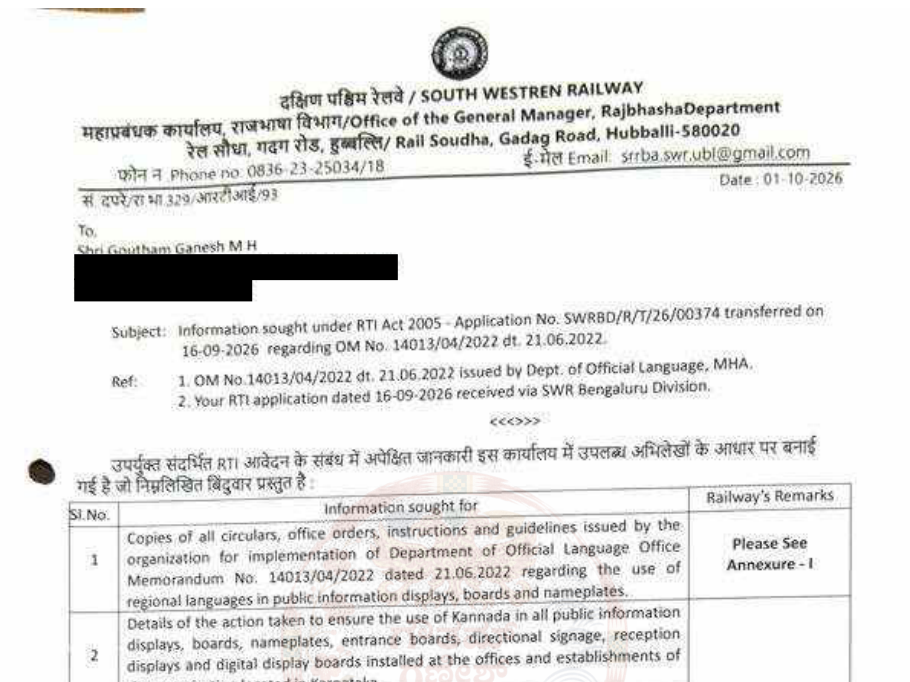 दक्षिण पश्चिम रेलवे / SOUTH WESTREN RAILWAY
महाप्रबंधक कार्यालय, राजभाषा विभाग/Office of the General Manager, RajbhashaDepartment
रेल सौधा, गदग रोड, हुब्बल्लि/ Rail Soudha, Gadag Road, Hubballi-580020
फोन न Phone no 0836-23-25034/18 ई-मेल Email: srrba.swr.ubl@gmail.com
सं दपरे/रा भा 329/आरटीआई/93 Date : 01-10-2026
To,
Shri Goutham Ganesh M H
Subject: Information sought under RTI Act 2005 - Application No. SWRBD/R/T/26/00374 transferred on
16-09-2026 regarding OM No. 14013/04/2022 dt. 21.06.2022.
Ref: 1. OM No.14013/04/2022 dt. 21.06.2022 issued by Dept. of Official Language, MHA.
2. Your RTI application dated 16-09-2026 received via SWR Bengaluru Division.
<<<>>>
उपर्युक्त संदर्भित RTI आवेदन के संबंध में अपेक्षित जानकारी इस कार्यालय में उपलब्ध अभिलेखों के आधार पर बनाई
गई है जो निम्नलिखित बिंदुवार प्रस्तुत है :
Sl.No. Information sought for Railway's Remarks
1 Copies of all circulars, office orders, instructions and guidelines issued by the
organization for implementation of Department of Official Language Office
Memorandum No. 14013/04/2022 dated 21.06.2022 regarding the use of
regional languages in public information displays, boards and nameplates.
Please See
Annexure - I
2 Details of the action taken to ensure the use of Kannada in all public information
displays, boards, nameplates, entrance boards, directional signage, reception
displays and digital display boards installed at the offices and establishments of